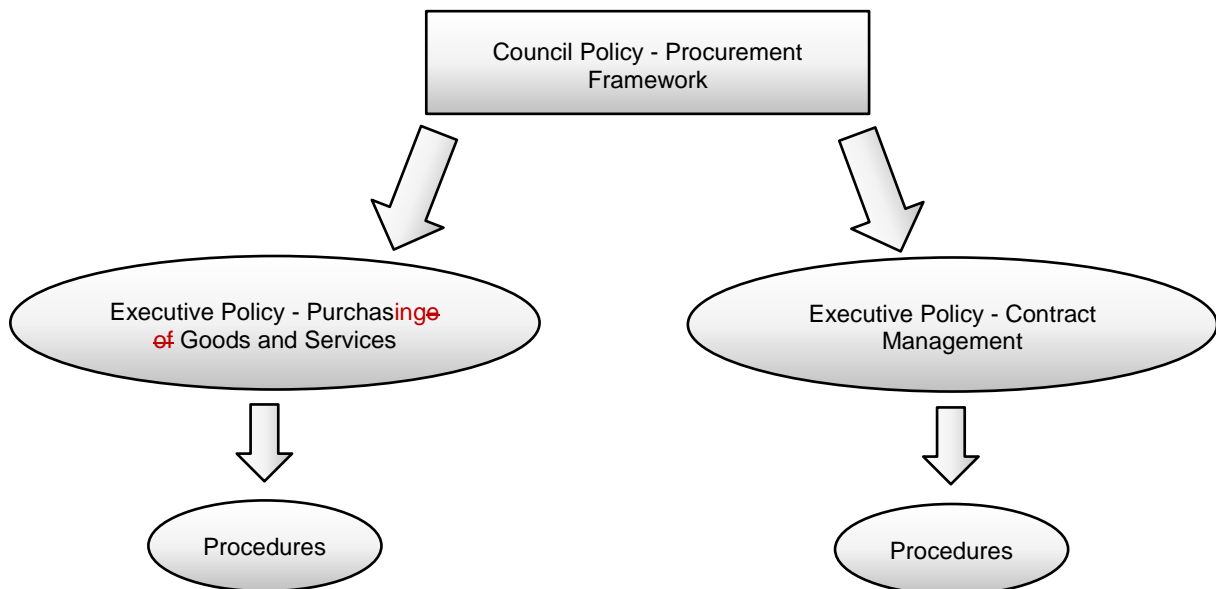 Council Policy - Procurement
Framework
Executive Policy - Purchasinge
of Goods and Services
Executive Policy - Contract
Management
Procedures
Procedures